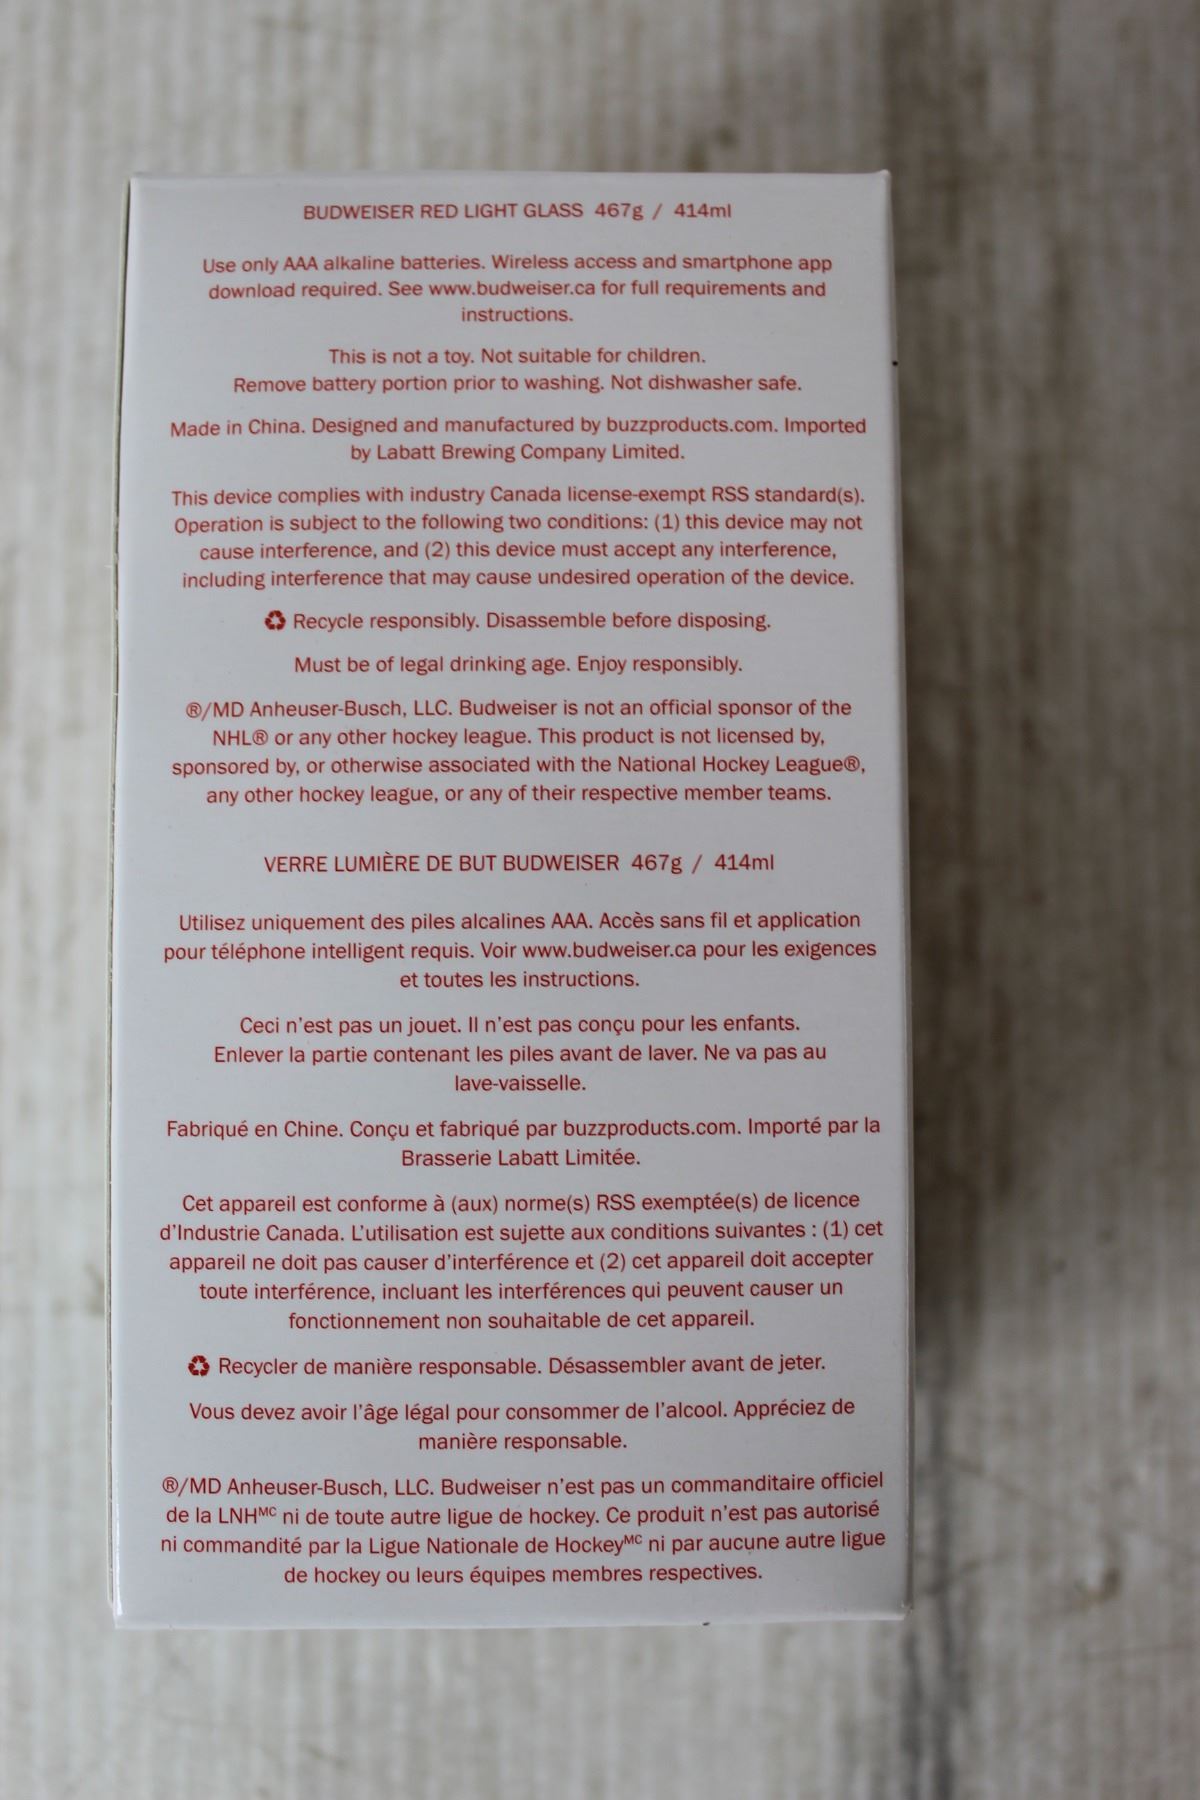 BUDWEISER RED LIGHT GLASS 467g / 414ml
Use only AAA alkaline batteries. Wireless access and smartphone app
download required. See www.budweiser.ca for full requirements and
instructions.
This is not a toy. Not suitable for children.
Remove battery portion prior to washing. Not dishwasher safe.
Made in China. Designed and manufactured by buzzproducts.com. Imported
by Labatt Brewing Company Limited.
This device complies with industry Canada license-exempt RSS standard(s).
Operation is subject to the following two conditions: (1) this device may not
cause interference, and (2) this device must accept any interference,
including interference that may cause undesired operation of the device.
Recycle responsibly. Disassemble before disposing.
Must be of legal drinking age. Enjoy responsibly.
®/MD Anheuser-Busch, LLC. Budweiser is not an official sponsor of the
NHL® or any other hockey league. This product is not licensed by,
sponsored by, or otherwise associated with the National Hockey League®,
any other hockey league, or any of their respective member teams.
VERRE LUMIÈRE DE BUT BUDWEISER 467g / 414ml
Utilisez uniquement des piles alcalines AAA. Accès sans fil et application
pour téléphone intelligent requis. Voir www.budweiser.ca pour les exigences
et toutes les instructions.
Ceci n'est pas un jouet. Il n'est pas conçu pour les enfants.
Enlever la partie contenant les piles avant de laver. Ne va pas au
lave-vaisselle.
Fabriqué en Chine. Conçu et fabriqué par buzzproducts.com. Importé par la
Brasserie Labatt Limitée.
Cet appareil est conforme à (aux) norme(s) RSS exemptée(s) de licence
d'Industrie Canada. L'utilisation est sujette aux conditions suivantes : (1) cet
appareil ne doit pas causer d'interférence et (2) cet appareil doit accepter
toute interférence, incluant les interférences qui peuvent causer un
fonctionnement non souhaitable de cet appareil.
Recycler de manière responsable. Désassembler avant de jeter.
Vous devez avoir l'âge légal pour consommer de l'alcool. Appréciez de
manière responsable.
®/MD Anheuser-Busch, LLC. Budweiser n'est pas un commanditaire officiel
de la LNHᴹᶜ ni de toute autre ligue de hockey. Ce produit n'est pas autorisé
ni commandité par la Ligue Nationale de Hockeyᴹᶜ ni par aucune autre ligue
de hockey ou leurs équipes membres respectives.